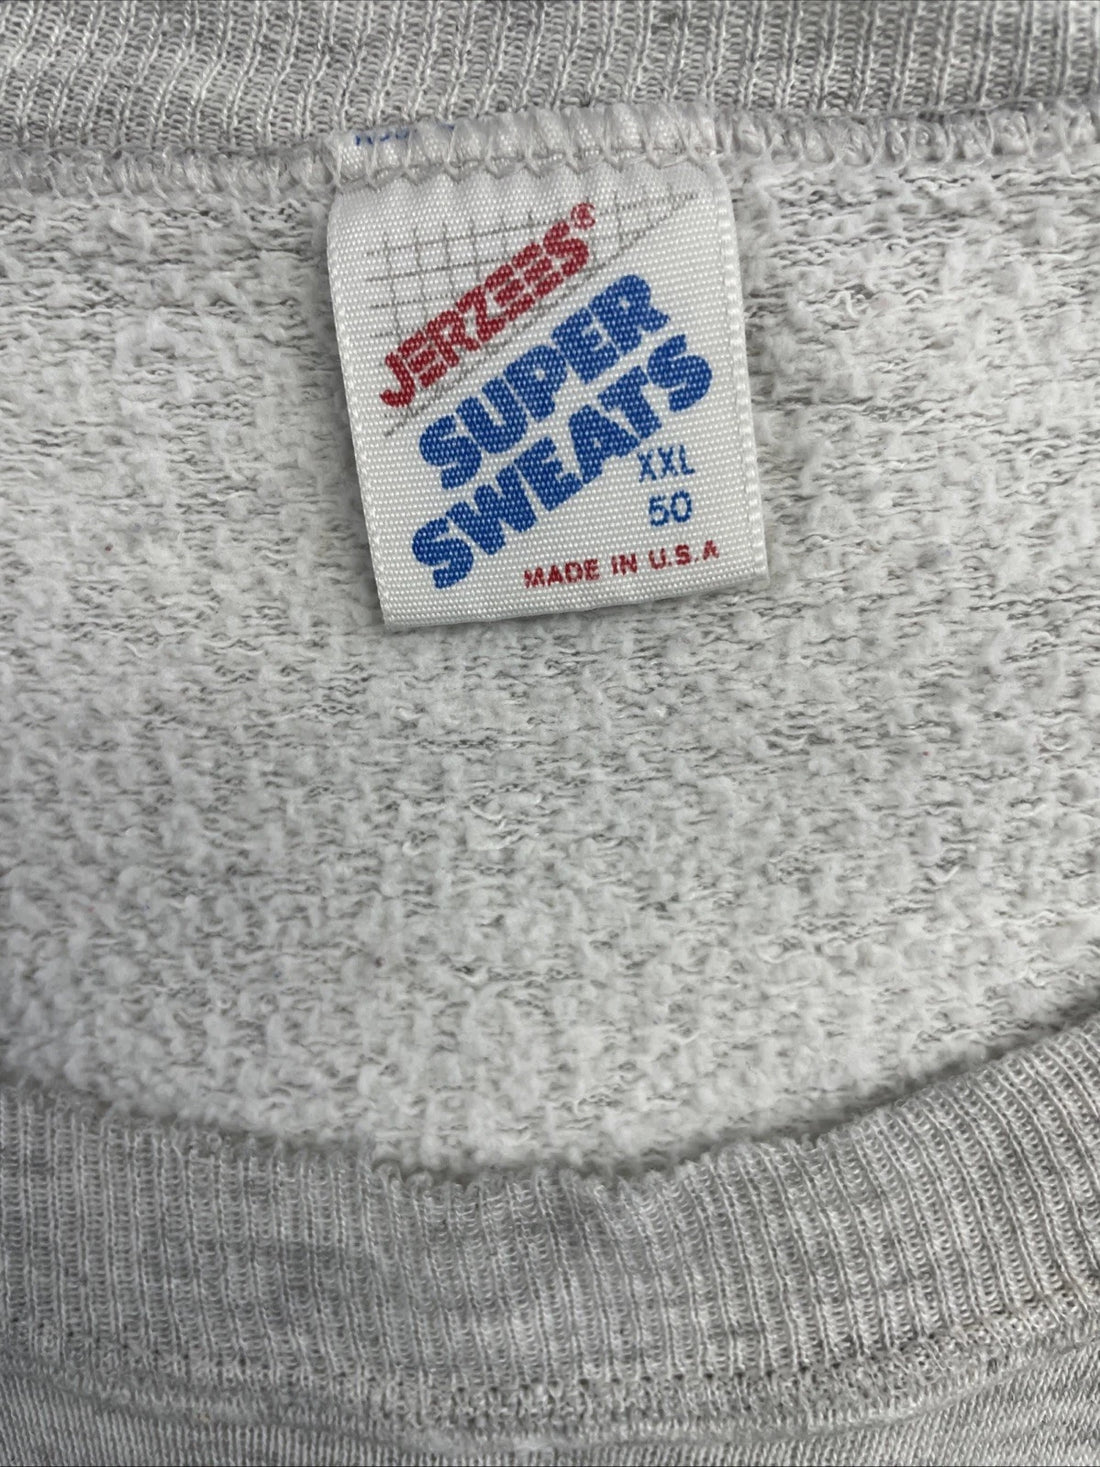 JERZEES®
SUPER
SWEATS
XXL
50
MADE IN U.S.A